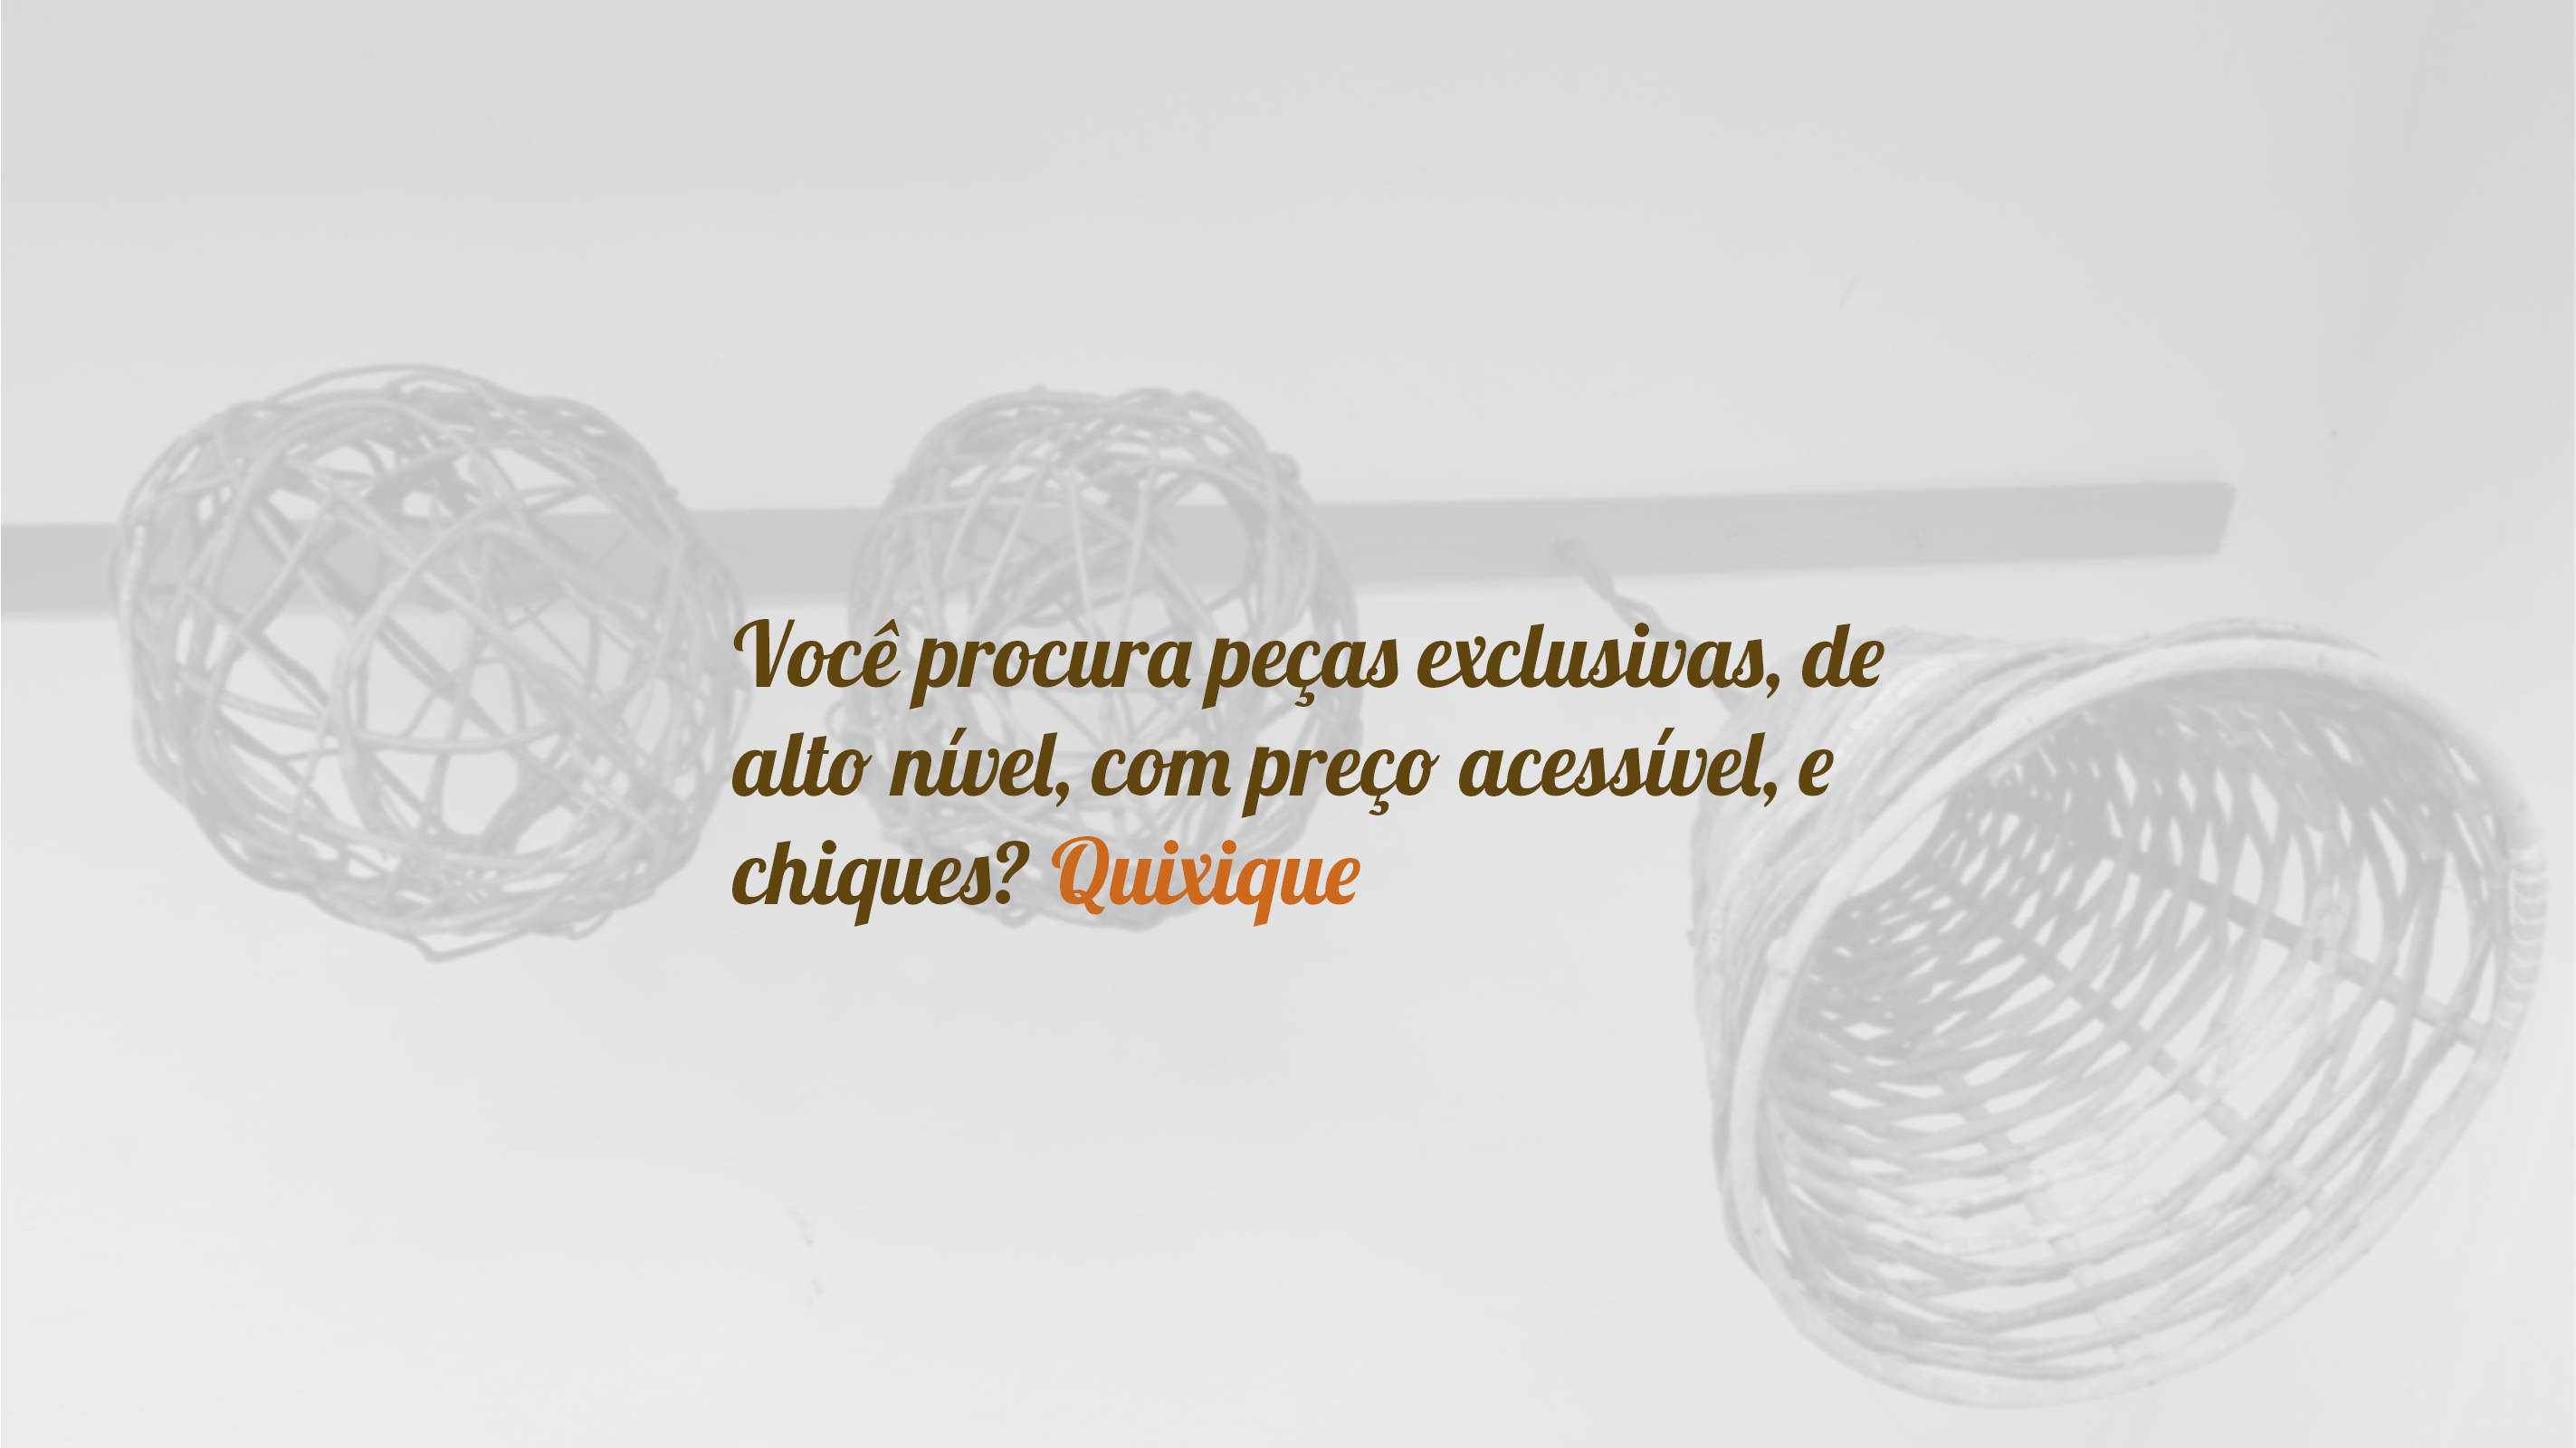 Você procura peças exclusivas, de
alto nível, com preço acessível, e
chiques? Quixique